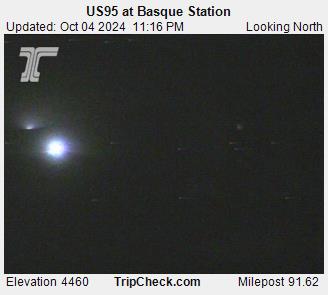 US95 at Basque Station
Updated: Oct 04 2024 11:16 PM Looking North
Elevation 4460 TripCheck.com Milepost 91.62